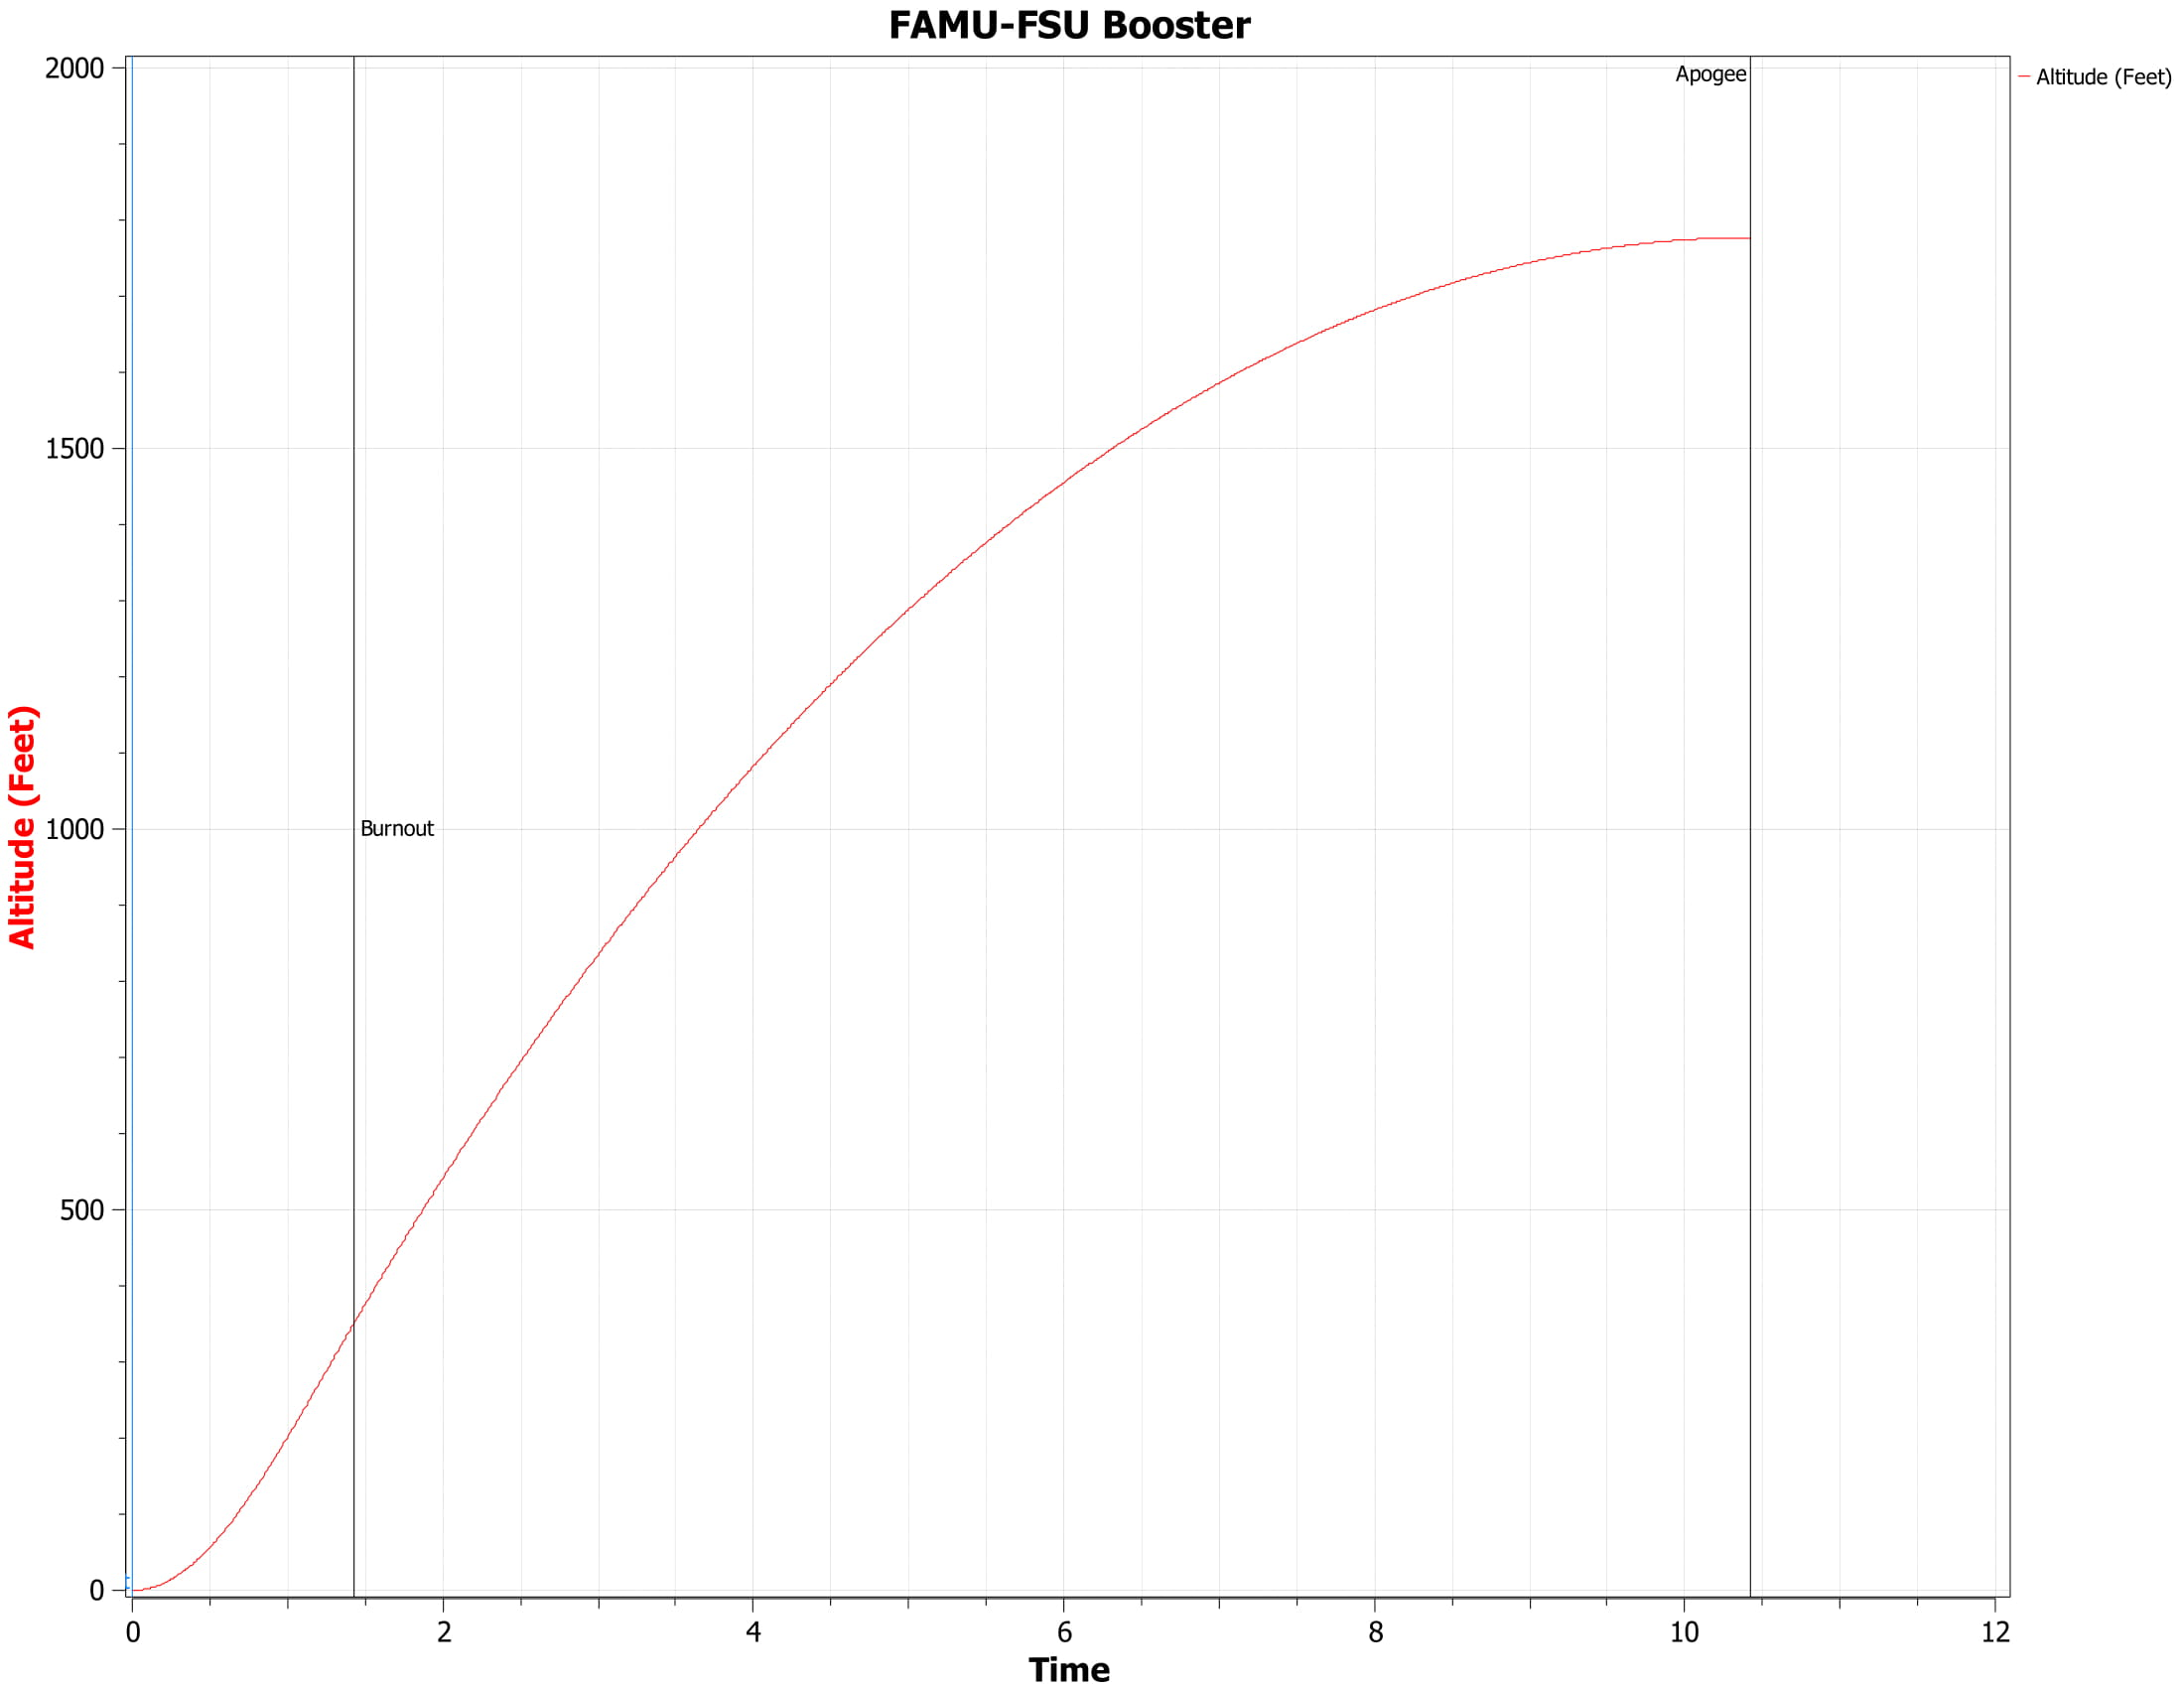 FAMU-FSU Booster
2000
Apogee
Altitude (Feet)
1500
Altitude (Feet)
1000
Burnout
500
0
0 2 4 6 8 10 12
Time